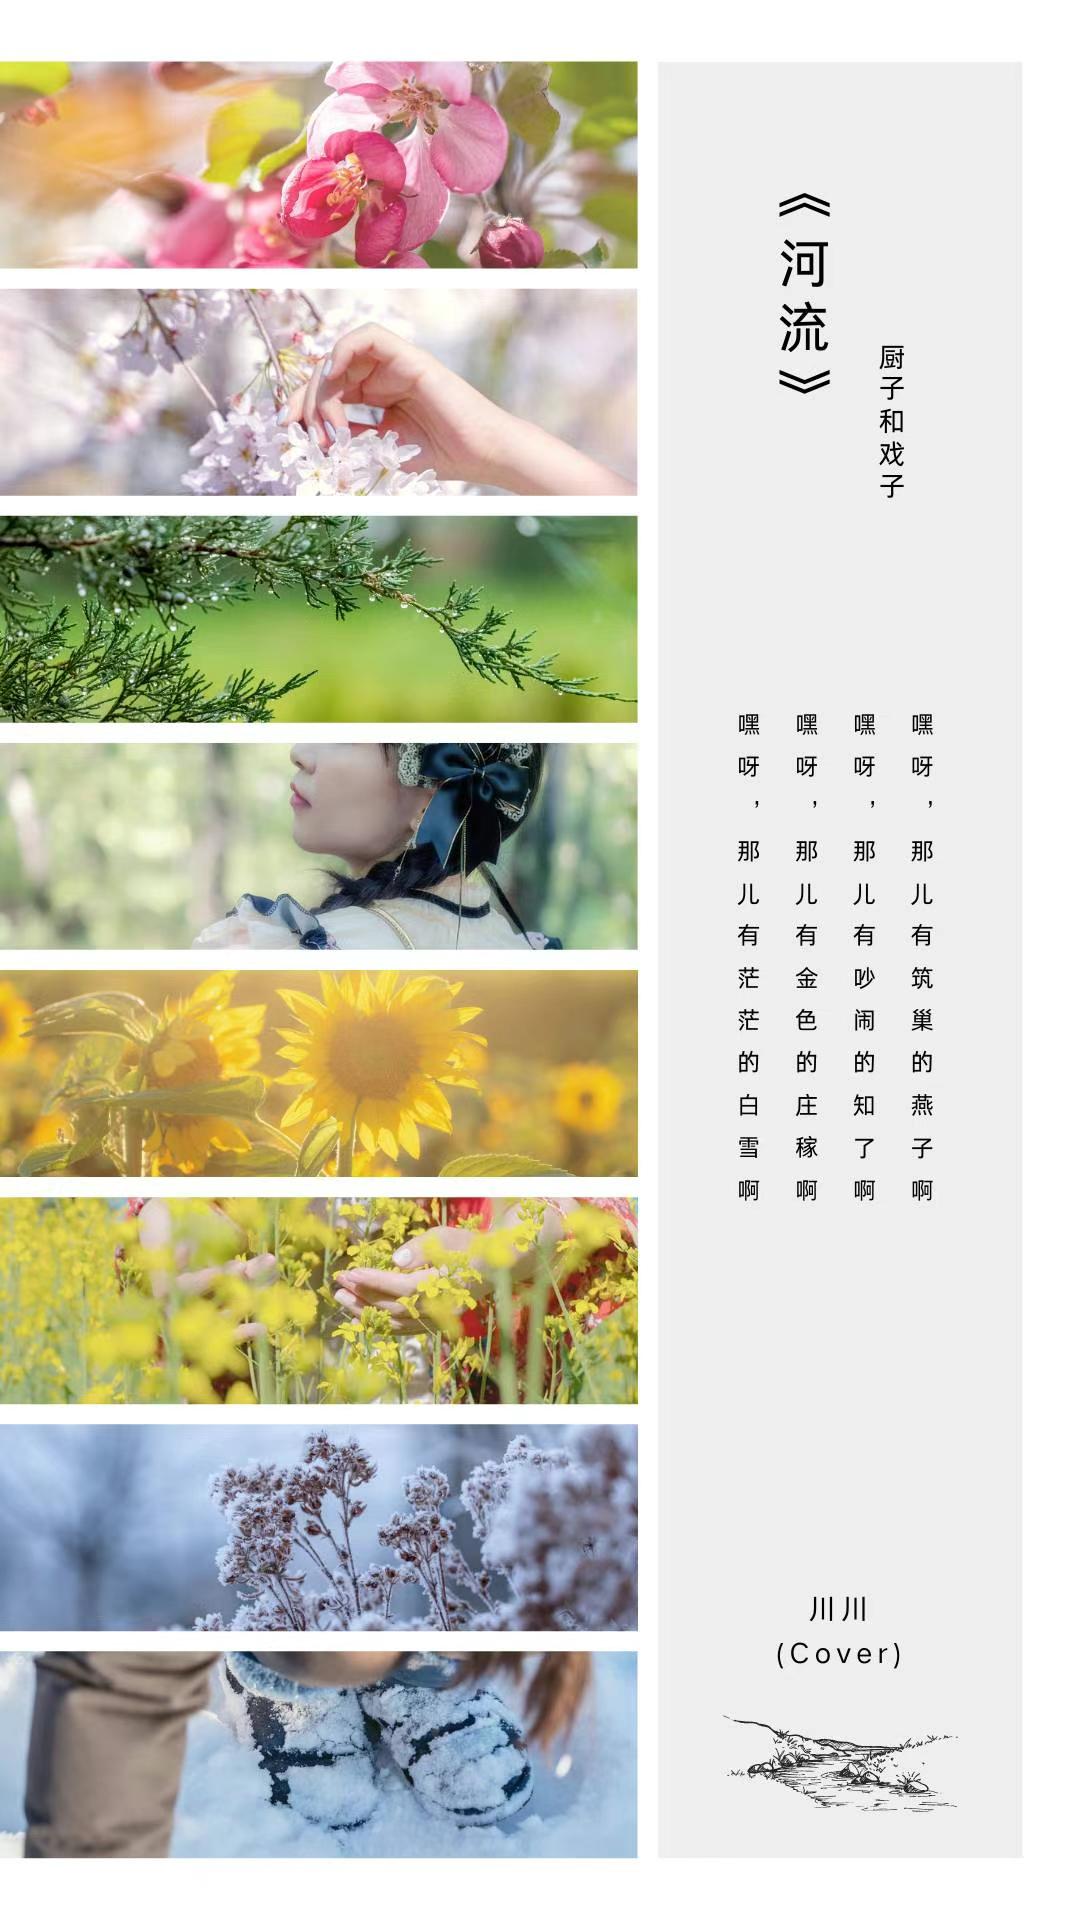 《河流》
厨子和戏子
嘿呀，那儿有筑巢的燕子啊
嘿呀，那儿有吵闹的知了啊
嘿呀，那儿有金色的庄稼啊
嘿呀，那儿有茫茫的白雪啊
川川
(Cover)